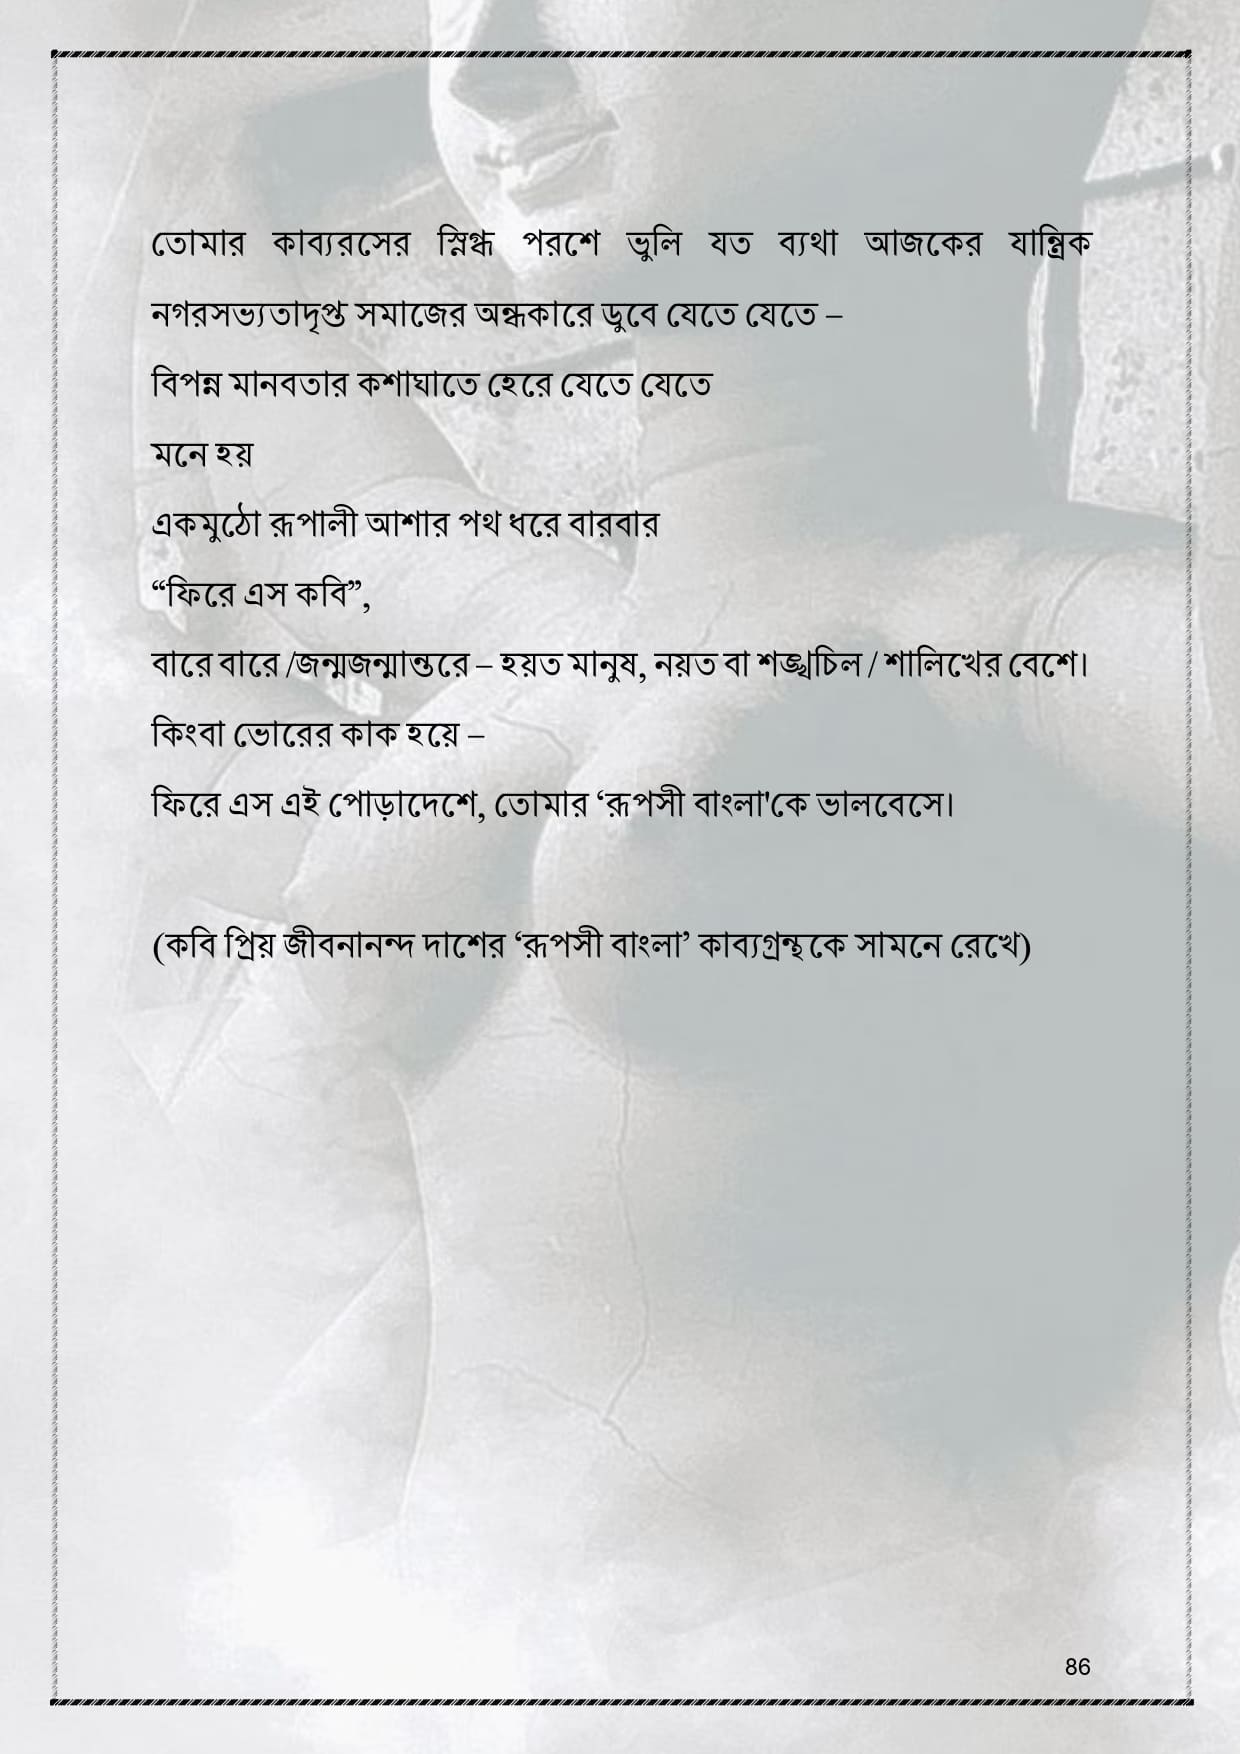 তোমার কাব্যরসের স্নিগ্ধ পরশে ভুলি যত ব্যথা আজকের যান্ত্রিক
নগরসভ্যতাদৃপ্ত সমাজের অন্ধকারে ডুবে যেতে যেতে –
বিপন্ন মানবতার কশাঘাতে হেরে যেতে যেতে
মনে হয়
একমুঠো রূপালী আশার পথ ধরে বারবার
“ফিরে এস কবি”,
বারে বারে /জন্মজন্মান্তরে – হয়ত মানুষ, নয়ত বা শঙ্খচিল / শালিখের বেশে।
কিংবা ভোরের কাক হয়ে –
ফিরে এস এই পোড়াদেশে, তোমার ‘রূপসী বাংলা'কে ভালবেসে।
(কবি প্রিয় জীবনানন্দ দাশের ‘রূপসী বাংলা’ কাব্যগ্রন্থকে সামনে রেখে)
86